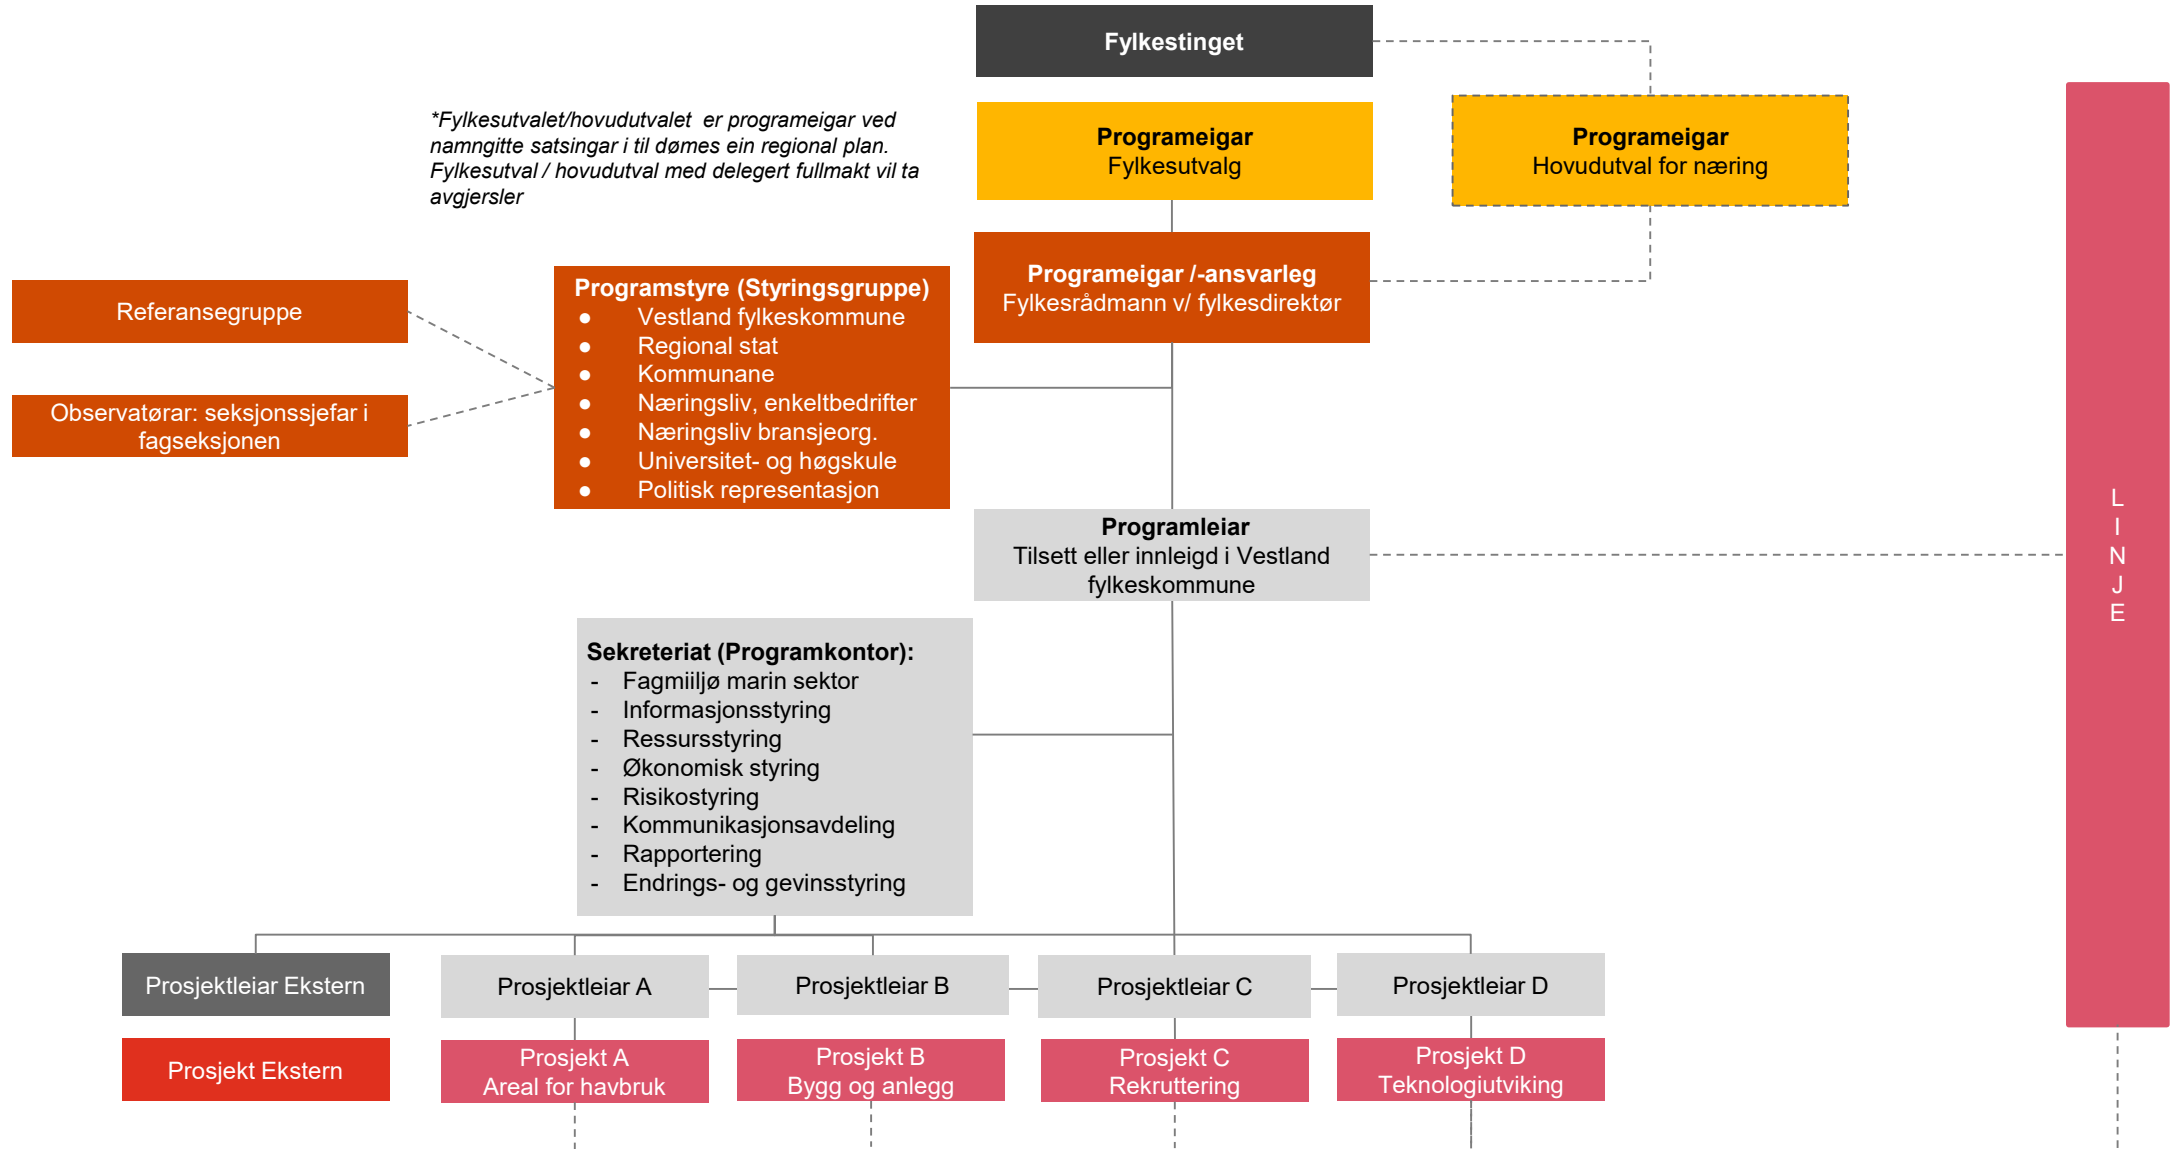 Fylkestinget
*Fylkesutvalet/hovudutvalet er programeigar ved
namngitte satsingar i til dømes ein regional plan.
Fylkesutval / hovudutval med delegert fullmakt vil ta
avgjersler
Programeigar
Fylkesutvalg
Programeigar
Hovudutval for næring
Programeigar /-ansvarleg
Fylkesrådmann v/ fylkesdirektør
Referansegruppe
Observatørar: seksjonssjefar i
fagseksjonen
Programstyre (Styringsgruppe)
● Vestland fylkeskommune
● Regional stat
● Kommunane
● Næringsliv, enkeltbedrifter
● Næringsliv bransjeorg.
● Universitet- og høgskule
● Politisk representasjon
Programleiar
Tilsett eller innleigd i Vestland
fylkeskommune
L
I
N
J
E
Sekreteriat (Programkontor):
- Fagmiiljø marin sektor
- Informasjonsstyring
- Ressursstyring
- Økonomisk styring
- Risikostyring
- Kommunikasjonsavdeling
- Rapportering
- Endrings- og gevinsstyring
Prosjektleiar Ekstern
Prosjektleiar A
Prosjektleiar B
Prosjektleiar C
Prosjektleiar D
Prosjekt Ekstern
Prosjekt A
Areal for havbruk
Prosjekt B
Bygg og anlegg
Prosjekt C
Rekruttering
Prosjekt D
Teknologiutviking